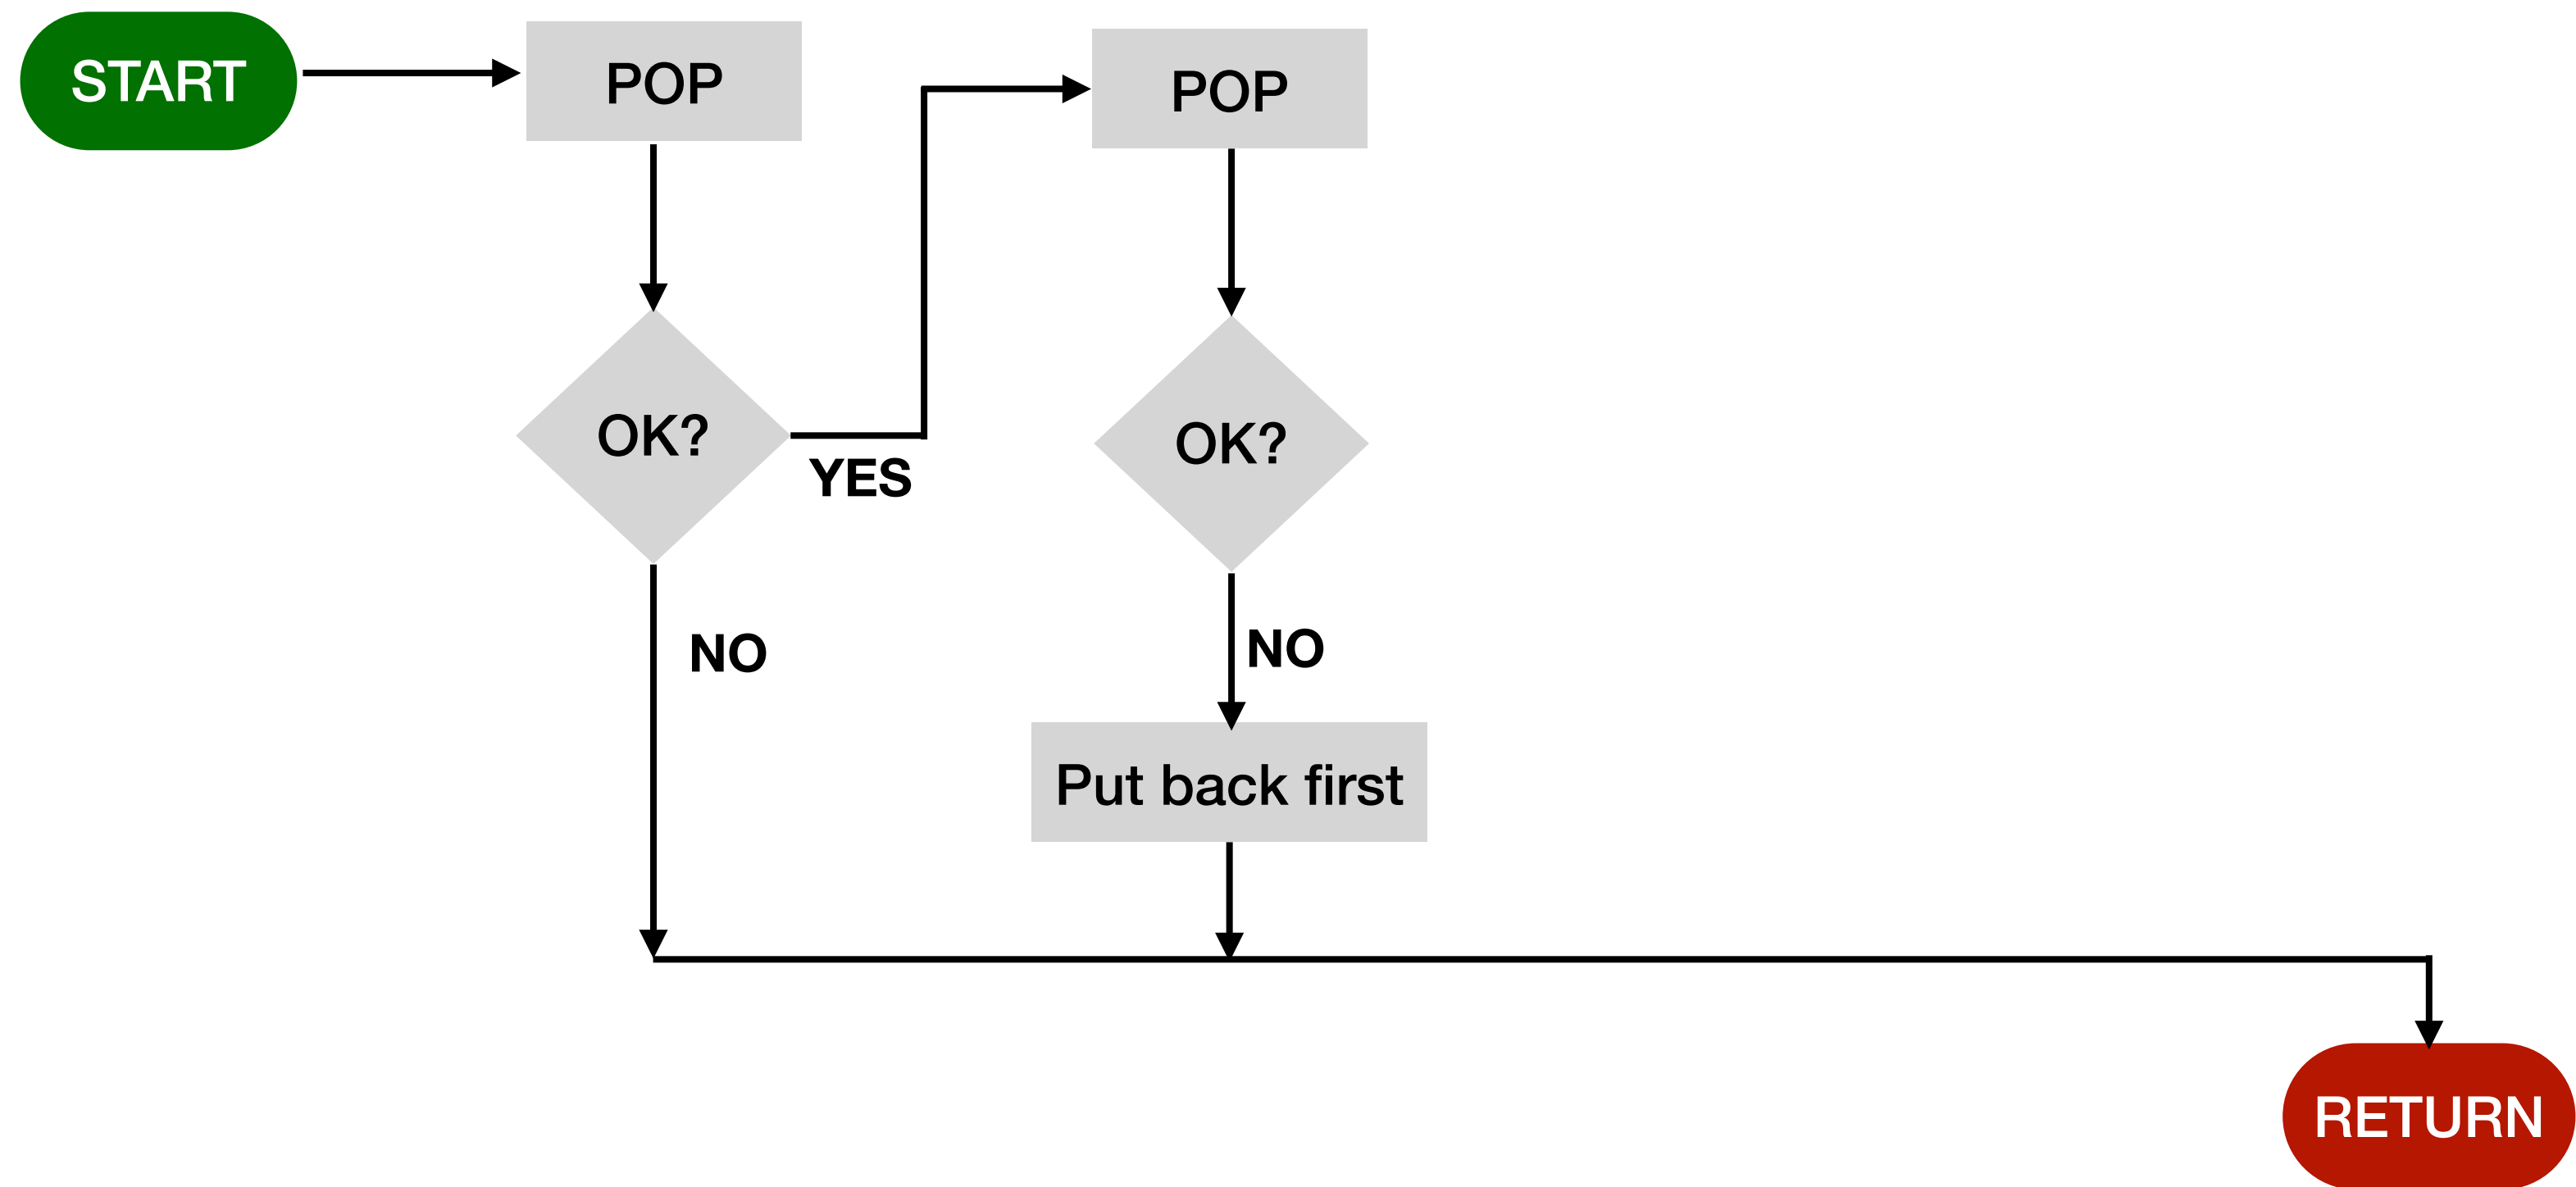 START
POP
POP
OK?
OK?
YES
NO
NO
Put back first
RETURN